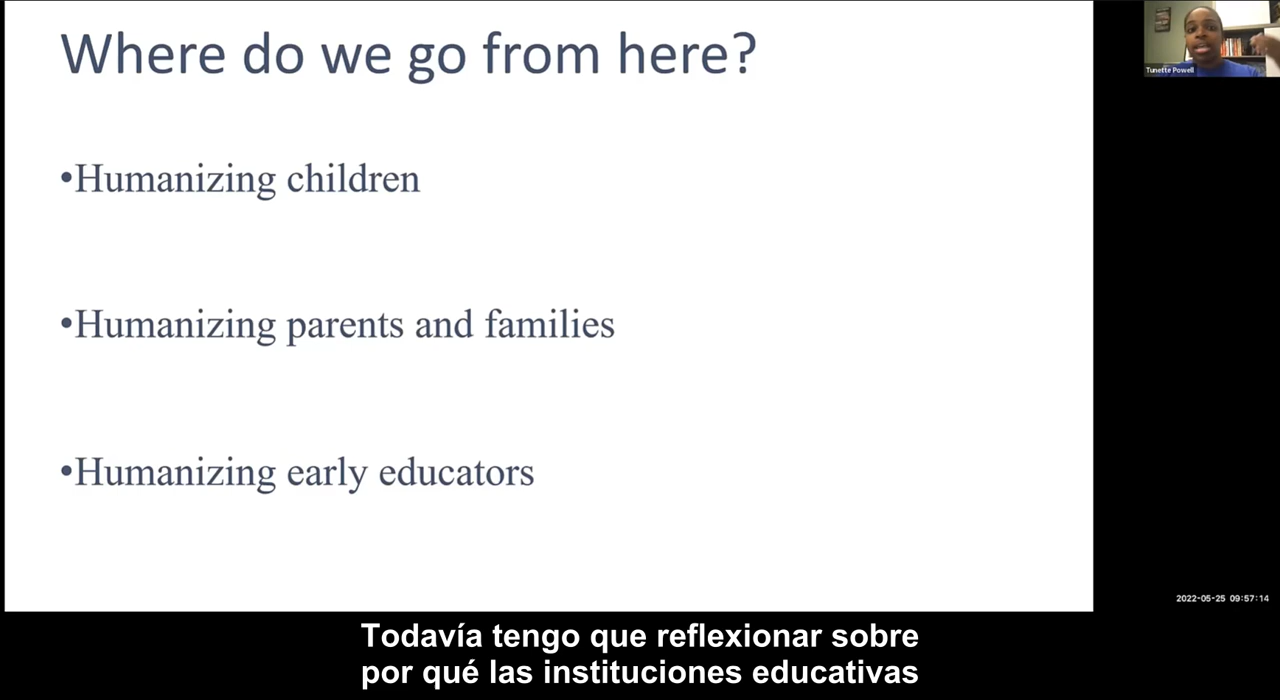 Where do we go from here?
Tunette Powell
•Humanizing children
•Humanizing parents and families
•Humanizing early educators
2022-05-25 09:57:14
Todavía tengo que reflexionar sobre
por qué las instituciones educativas